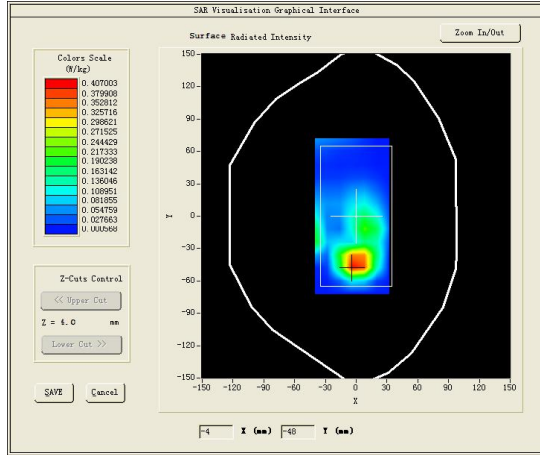 SAR Visualisation Graphical Interface
Surface Radiated Intensity
Zoom In/Out
Colors Scale
(W/kg)
0.407003
0.379908
0.352812
0.325716
0.298621
0.271525
0.244429
0.217333
0.190238
0.163142
0.136046
0.108951
0.081855
0.054759
0.027663
0.000568
Z-Cuts Control
<< Upper Cut
Z = 4.0 mm
Lower Cut >>
SAVE
Cancel
150
120
90
60
30
0
-30
-60
-90
-120
-150
Y
-150 -120 -90 -60 -30 0 30 60 90 120 150
X
-4 X (mm) -48 Y (mm)